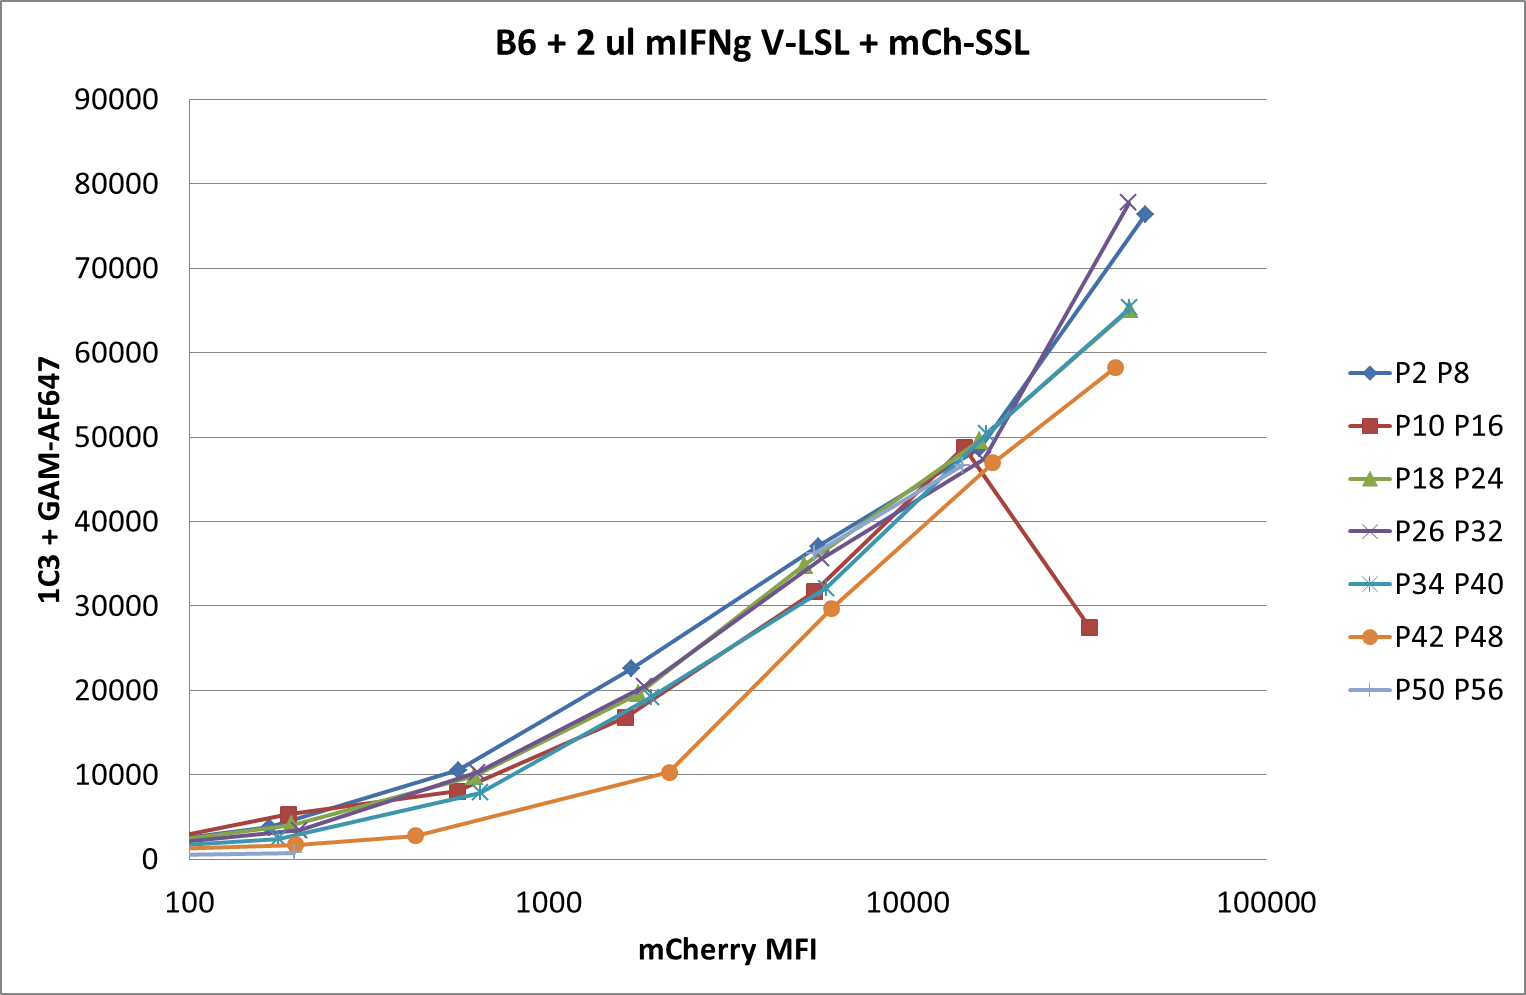 B6 + 2 ul mIFNg V-LSL + mCh-SSL
90000
80000
70000
60000
50000
40000
30000
20000
10000
0
1C3 + GAM-AF647
100
1000
10000
100000
mCherry MFI
P2 P8
P10 P16
P18 P24
P26 P32
P34 P40
P42 P48
P50 P56